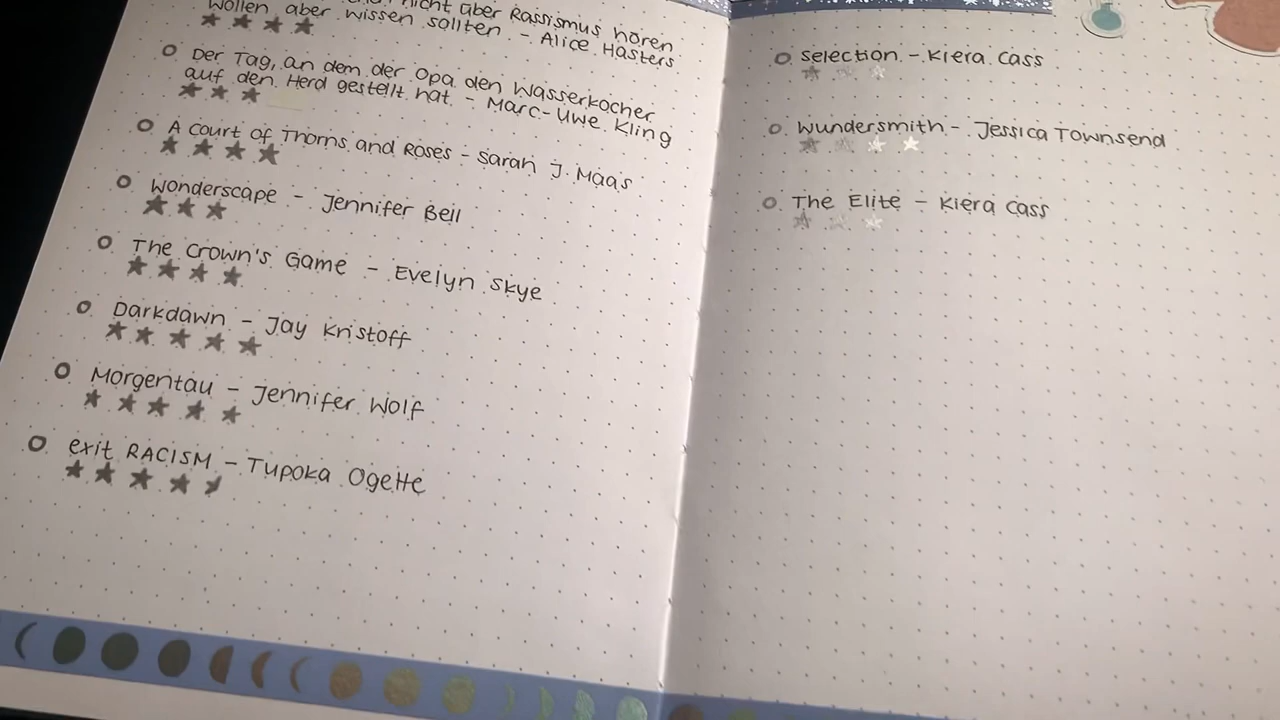 nicht über Rassismus hören
wollen aber wissen sollten - Alice Hasters
Der Tag, an dem der Opa den Wasserkocher
auf den Herd gestellt hat - Marc-Uwe Kling
A Court of Thorns and Roses - Sarah J. Maas
Wonderscape - Jennifer Bell
The Crown's Game - Evelyn Skye
Darkdawn - Jay Kristoff
Morgentau - Jennifer Wolf
exit RACISM - Tupoka Ogette
Selection - Kiera Cass
Wundersmith - Jessica Townsend
The Elite - Kiera Cass